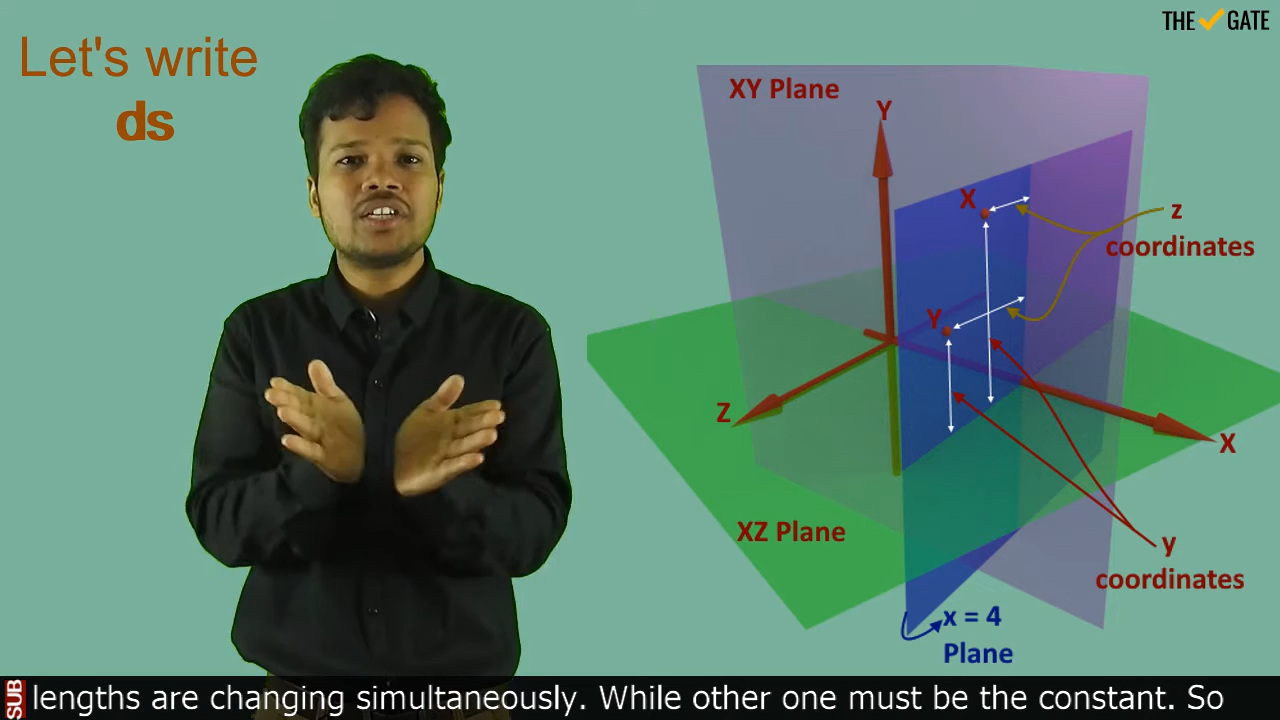 Let's write
ds
THE GATE
XY Plane
Y
X
z
coordinates
Y
Z
X
XZ Plane
y
coordinates
x = 4
Plane
SUB
lengths are changing simultaneously. While other one must be the constant. So